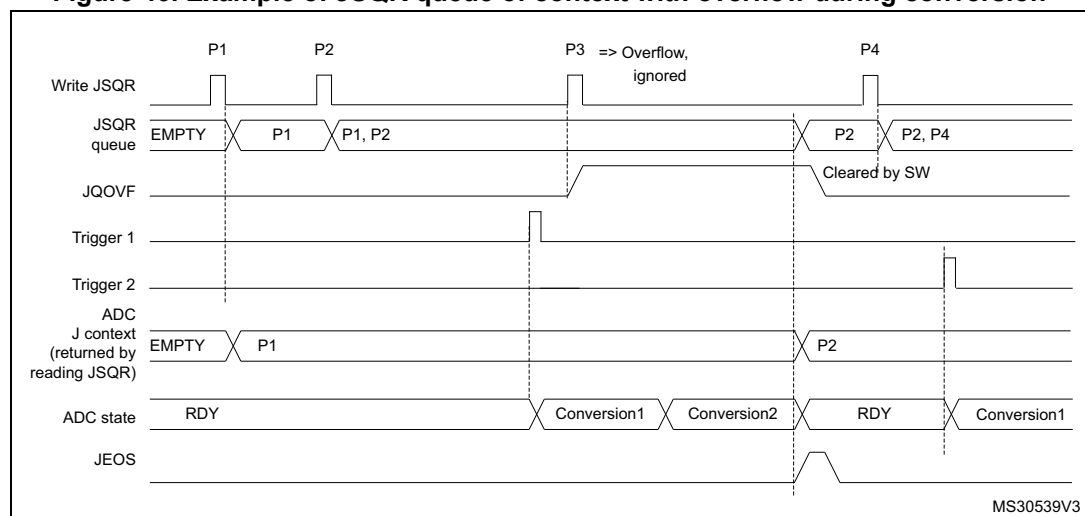 Figure 46. Example of JSQR queue of context with overflow during conversion
P1 P2 P3 => Overflow, P4
ignored
Write JSQR
JSQR
queue
EMPTY P1 P1, P2 P2 P2, P4
JQOVF
Cleared by SW
Trigger 1
Trigger 2
ADC
J context
(returned by
reading JSQR)
EMPTY P1 P2
ADC state
RDY Conversion1 Conversion2 RDY Conversion1
JEOS
MS30539V3